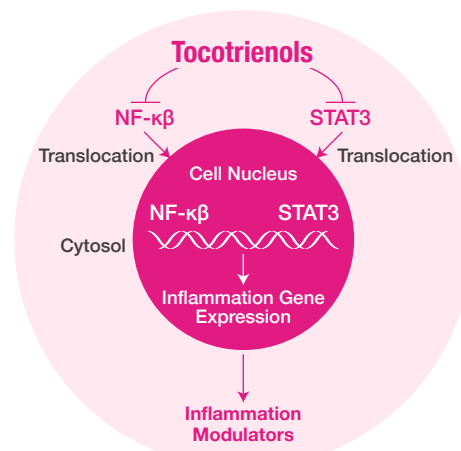 Tocotrienols
NF-κβ
STAT3
Translocation
Translocation
Cell Nucleus
NF-κβ
STAT3
Cytosol
Inflammation Gene
Expression
Inflammation
Modulators